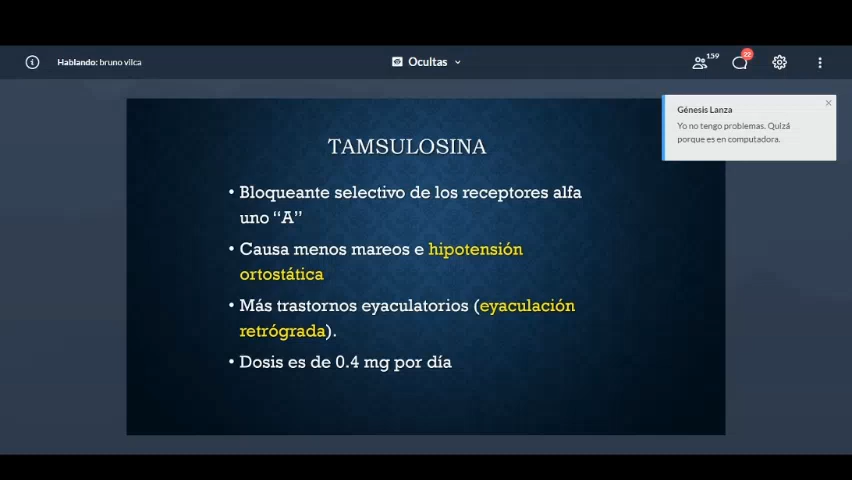 Hablando: bruno vilca
Ocultas
159
22
Génesis Lanza
Yo no tengo problemas. Quizá
porque es en computadora.
TAMSULOSINA
• Bloqueante selectivo de los receptores alfa
uno “A”
• Causa menos mareos e hipotensión
ortostática
• Más trastornos eyaculatorios (eyaculación
retrógrada).
• Dosis es de 0.4 mg por día